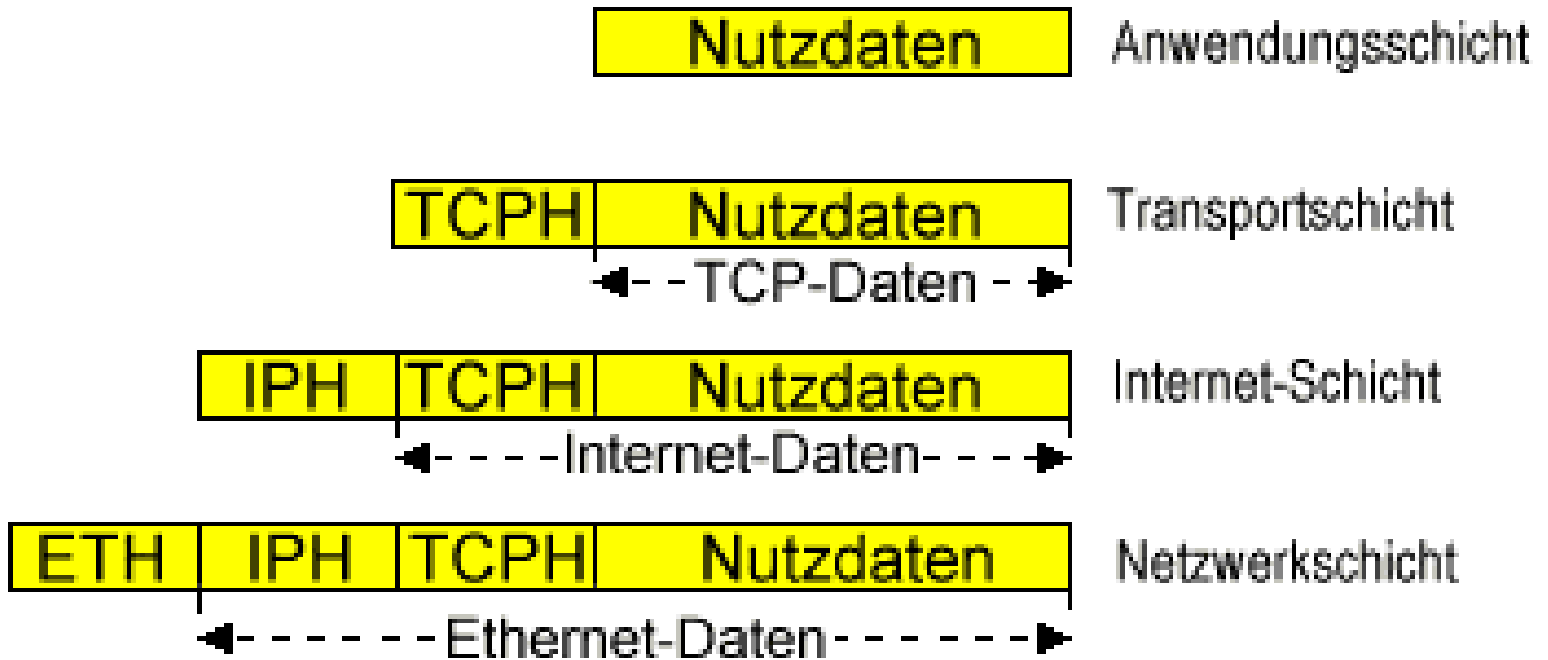 Nutzdaten Anwendungsschicht
TCPH Nutzdaten Transportschicht
TCP-Daten
IPH TCPH Nutzdaten Internet-Schicht
Internet-Daten
ETH IPH TCPH Nutzdaten Netzwerkschicht
Ethernet-Daten